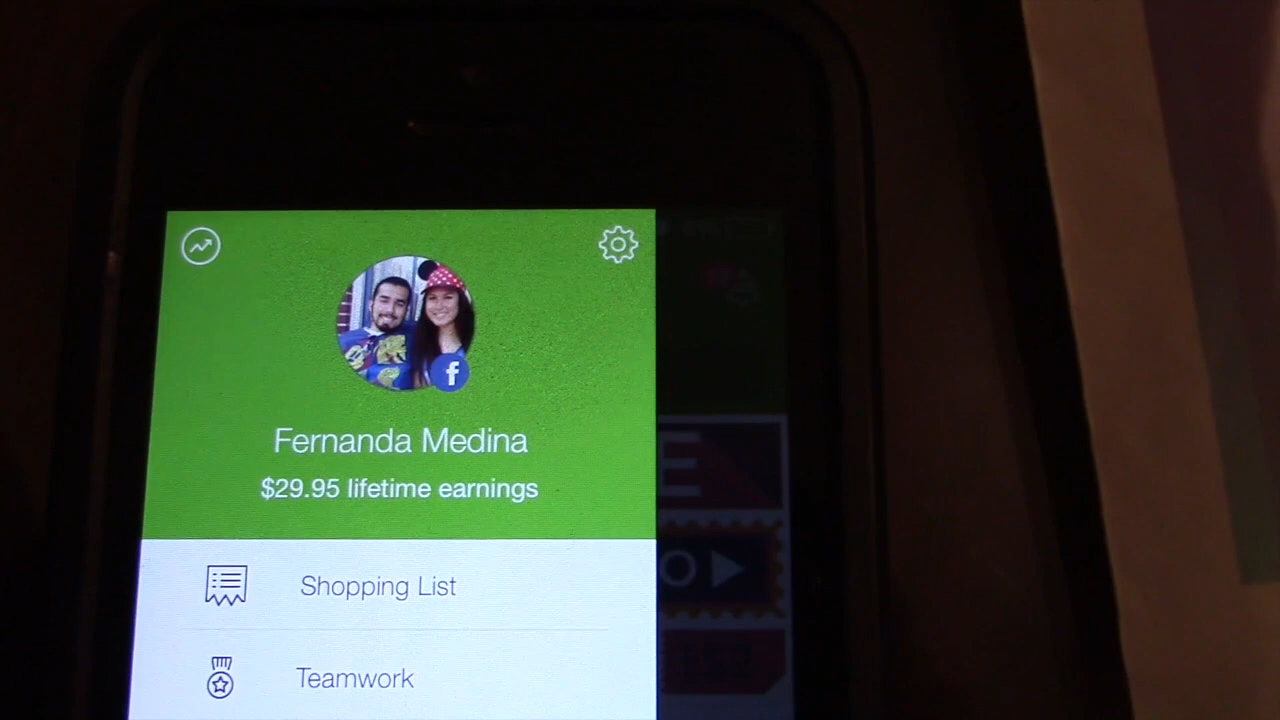 f
Fernanda Medina
$29.95 lifetime earnings
Shopping List
Teamwork
E
O